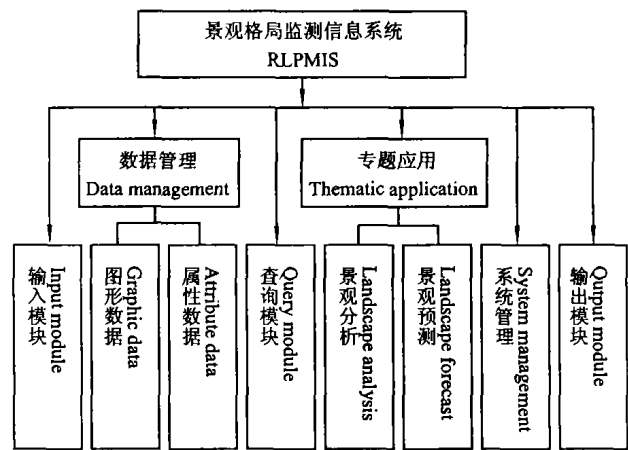 景观格局监测信息系统
RLPMIS
数据管理
Data management
专题应用
Thematic application
Input module
输入模块
Graphic data
图形数据
Attribute data
属性数据
Query module
查询模块
Landscape analysis
景观分析
Landscape forecast
景观预测
System management
系统管理
Qutput module
输出模块